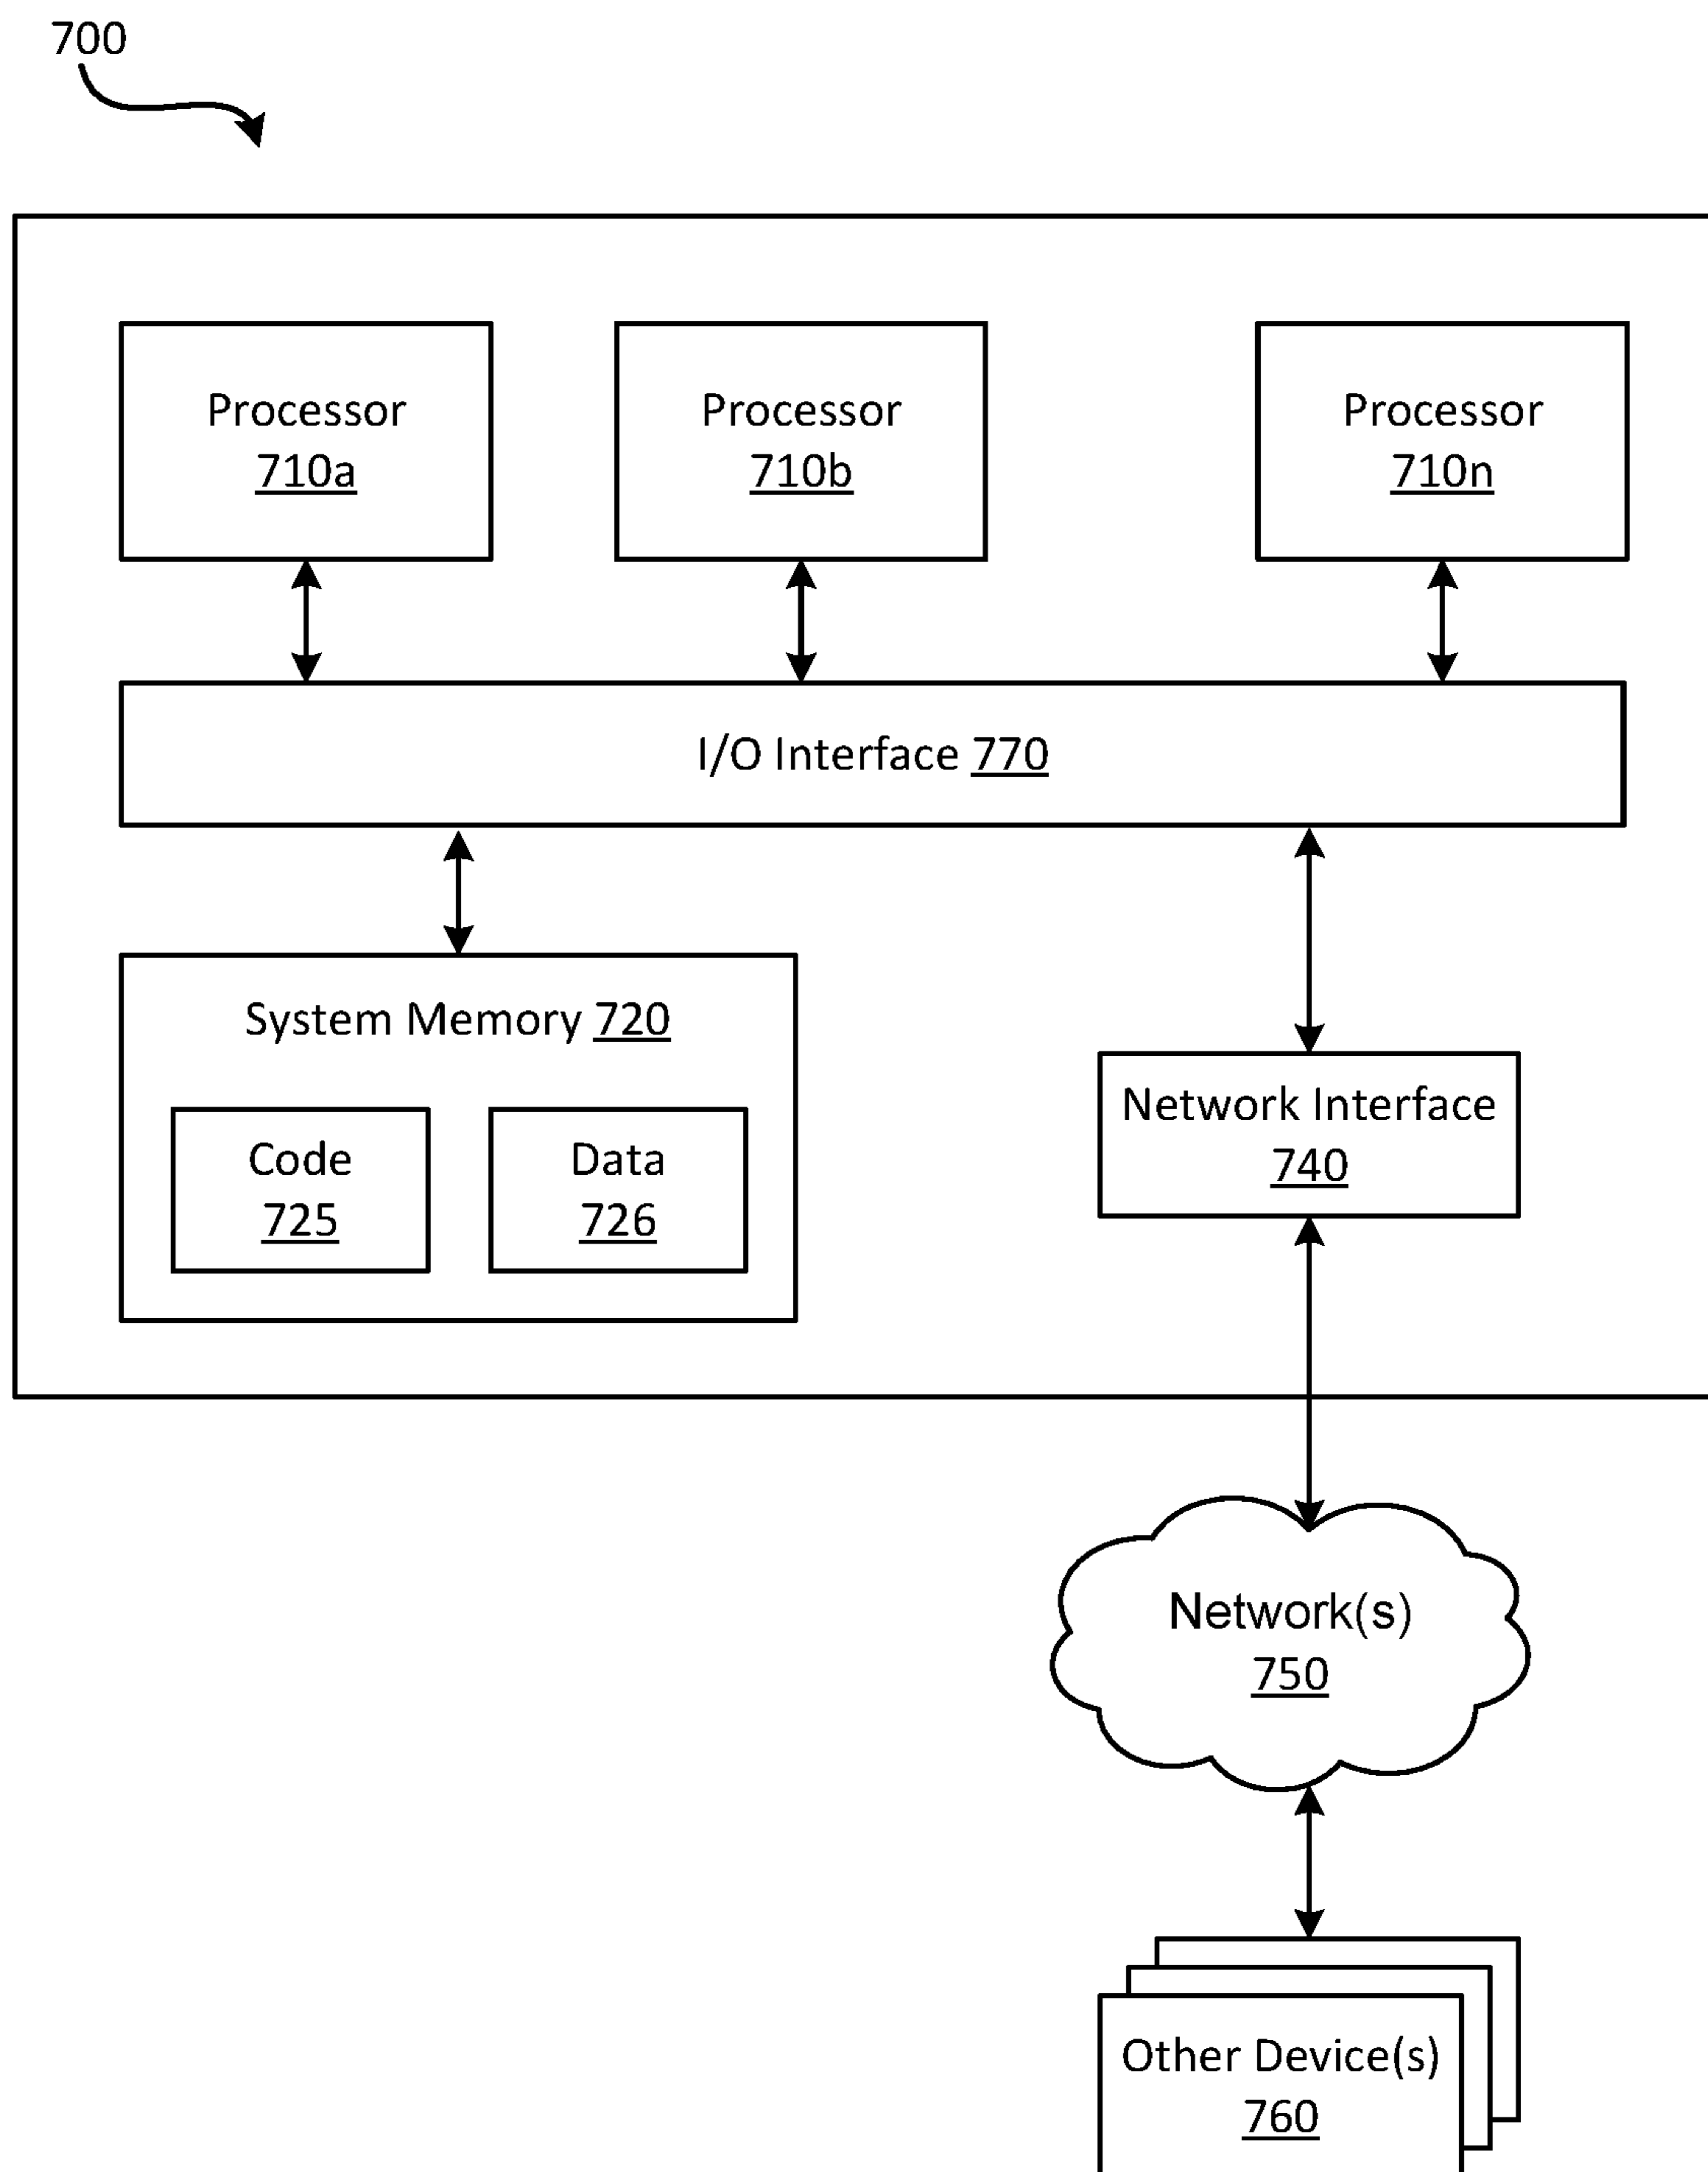 700
Processor
710a
Processor
710b
Processor
710n
I/O Interface 770
System Memory 720
Code
725
Data
726
Network Interface
740
Network(s)
750
Other Device(s)
760